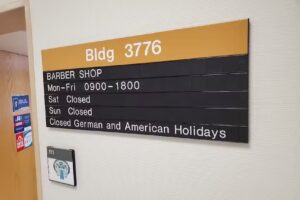 Bldg 3776
BARBER SHOP
Mon-Fri 0900-1800
Sat Closed
Sun Closed
Closed German and American Holidays